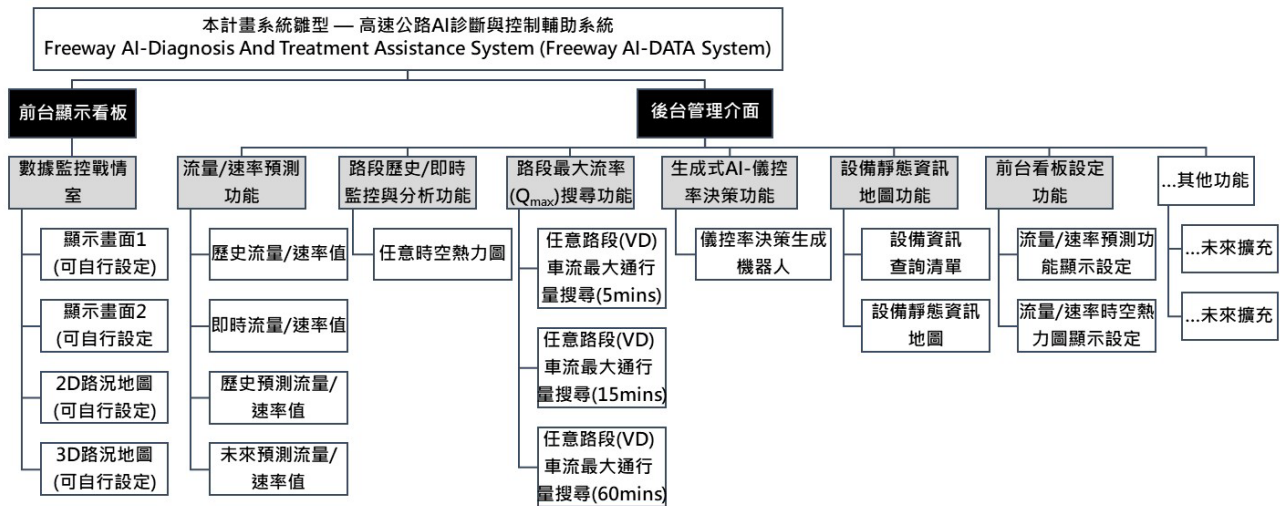 本計畫系統雛型 — 高速公路AI診斷與控制輔助系統
Freeway AI-Diagnosis And Treatment Assistance System (Freeway AI-DATA System)
前台顯示看板
後台管理介面
數據監控戰情
室
流量/速率預測
功能
路段歷史/即時
監控與分析功能
路段最大流率
(Qmax)搜尋功能
生成式AI-儀控
率決策功能
設備靜態資訊
地圖功能
前台看板設定
功能
...其他功能
顯示畫面1
(可自行設定)
顯示畫面2
(可自行設定
2D路況地圖
(可自行設定)
3D路況地圖
(可自行設定)
歷史流量/速率值
即時流量/速率值
歷史預測流量/
速率值
未來預測流量/
速率值
任意時空熱力圖
任意路段(VD)
車流最大通行
量搜尋(5mins)
任意路段(VD)
車流最大通行
量搜尋(15mins)
任意路段(VD)
車流最大通行
量搜尋(60mins)
儀控率決策生成
機器人
設備資訊
查詢清單
設備靜態資訊
地圖
流量/速率預測功
能顯示設定
流量/速率時空熱
力圖顯示設定
...未來擴充
...未來擴充